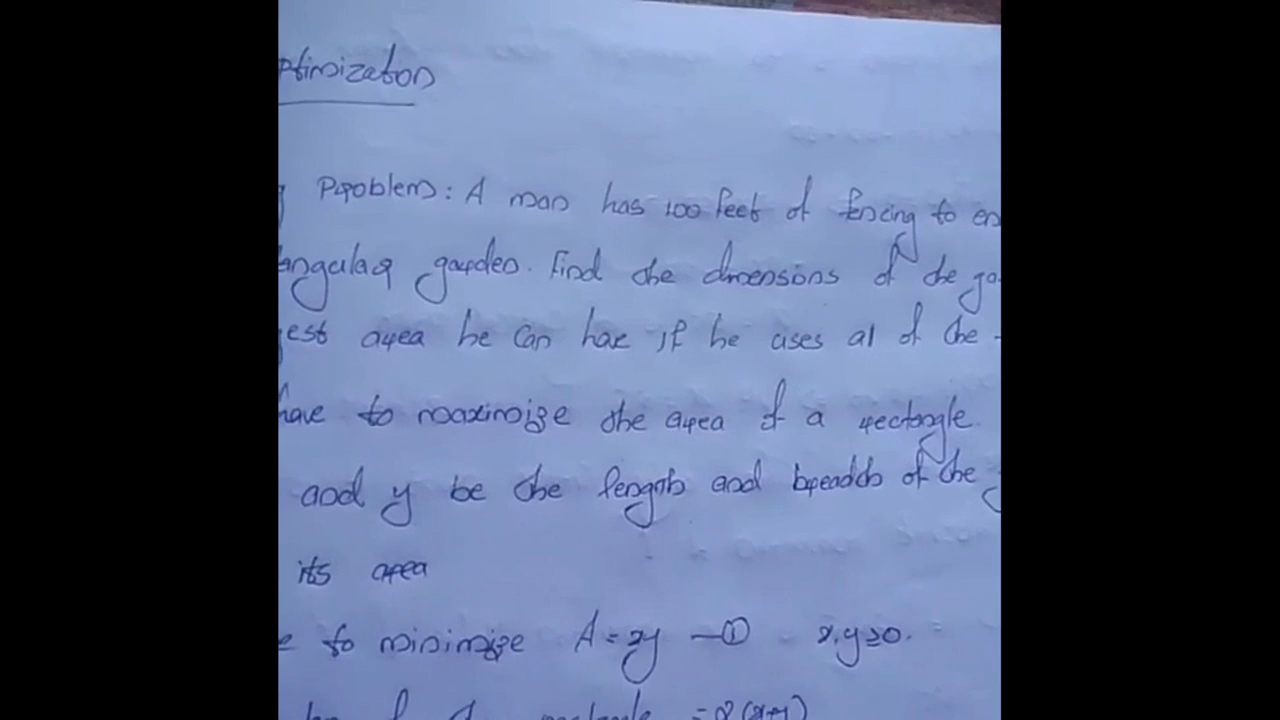 ptimization
Problem: A man has 100 feet of fencing to en
angular garden. Find the dimensions of the ga
gest area he can have if he uses all of the
have to maximize the area of a rectangle.
and y be the length and breadth of the
its area
e to minimize A = xy —① x,y≥0.
of = 2(x+y)